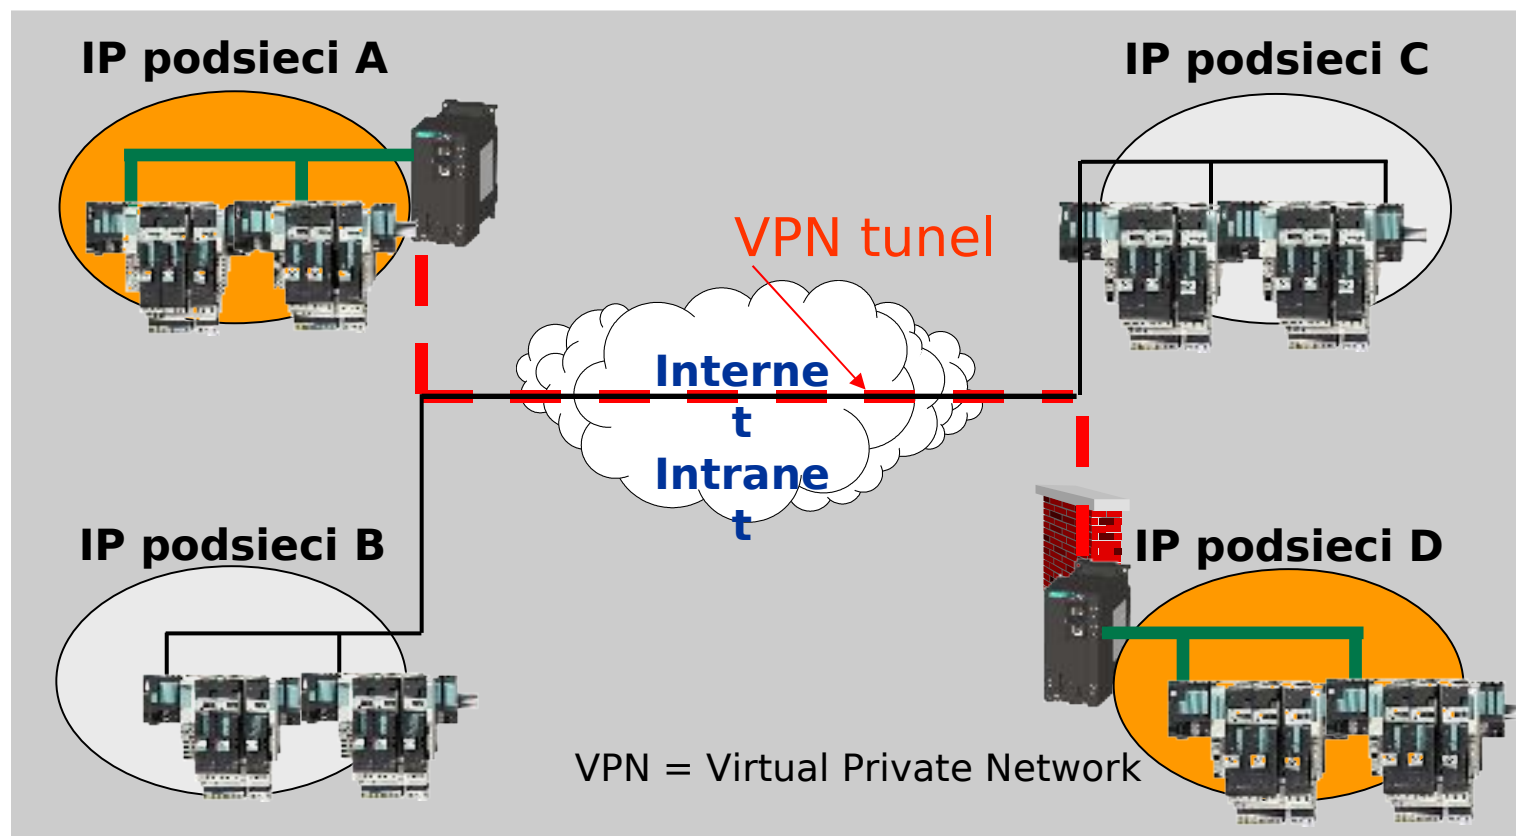 IP podsieci A
IP podsieci C
VPN tunel
Interne
t
Intrane
t
IP podsieci B
IP podsieci D
VPN = Virtual Private Network